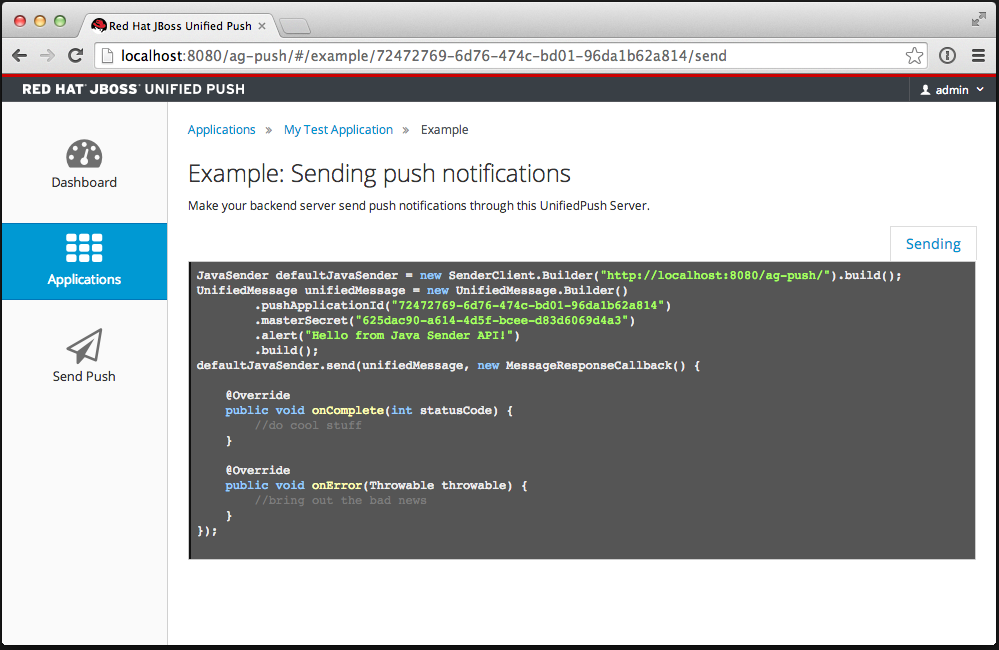 Red Hat JBoss Unified Push
localhost:8080/ag-push/#/example/72472769-6d76-474c-bd01-96da1b62a814/send
RED HAT JBOSS UNIFIED PUSH
admin
Applications » My Test Application » Example
Dashboard
Applications
Send Push
Example: Sending push notifications
Make your backend server send push notifications through this UnifiedPush Server.
Sending
JavaSender defaultJavaSender = new SenderClient.Builder("http://localhost:8080/ag-push/").build();
UnifiedMessage unifiedMessage = new UnifiedMessage.Builder()
        .pushApplicationId("72472769-6d76-474c-bd01-96da1b62a814")
        .masterSecret("625dac90-a614-4d5f-bcee-d83d6069d4a3")
        .alert("Hello from Java Sender API!")
        .build();
defaultJavaSender.send(unifiedMessage, new MessageResponseCallback() {
    @Override
    public void onComplete(int statusCode) {
        //do cool stuff
    }
    @Override
    public void onError(Throwable throwable) {
        //bring out the bad news
    }
});